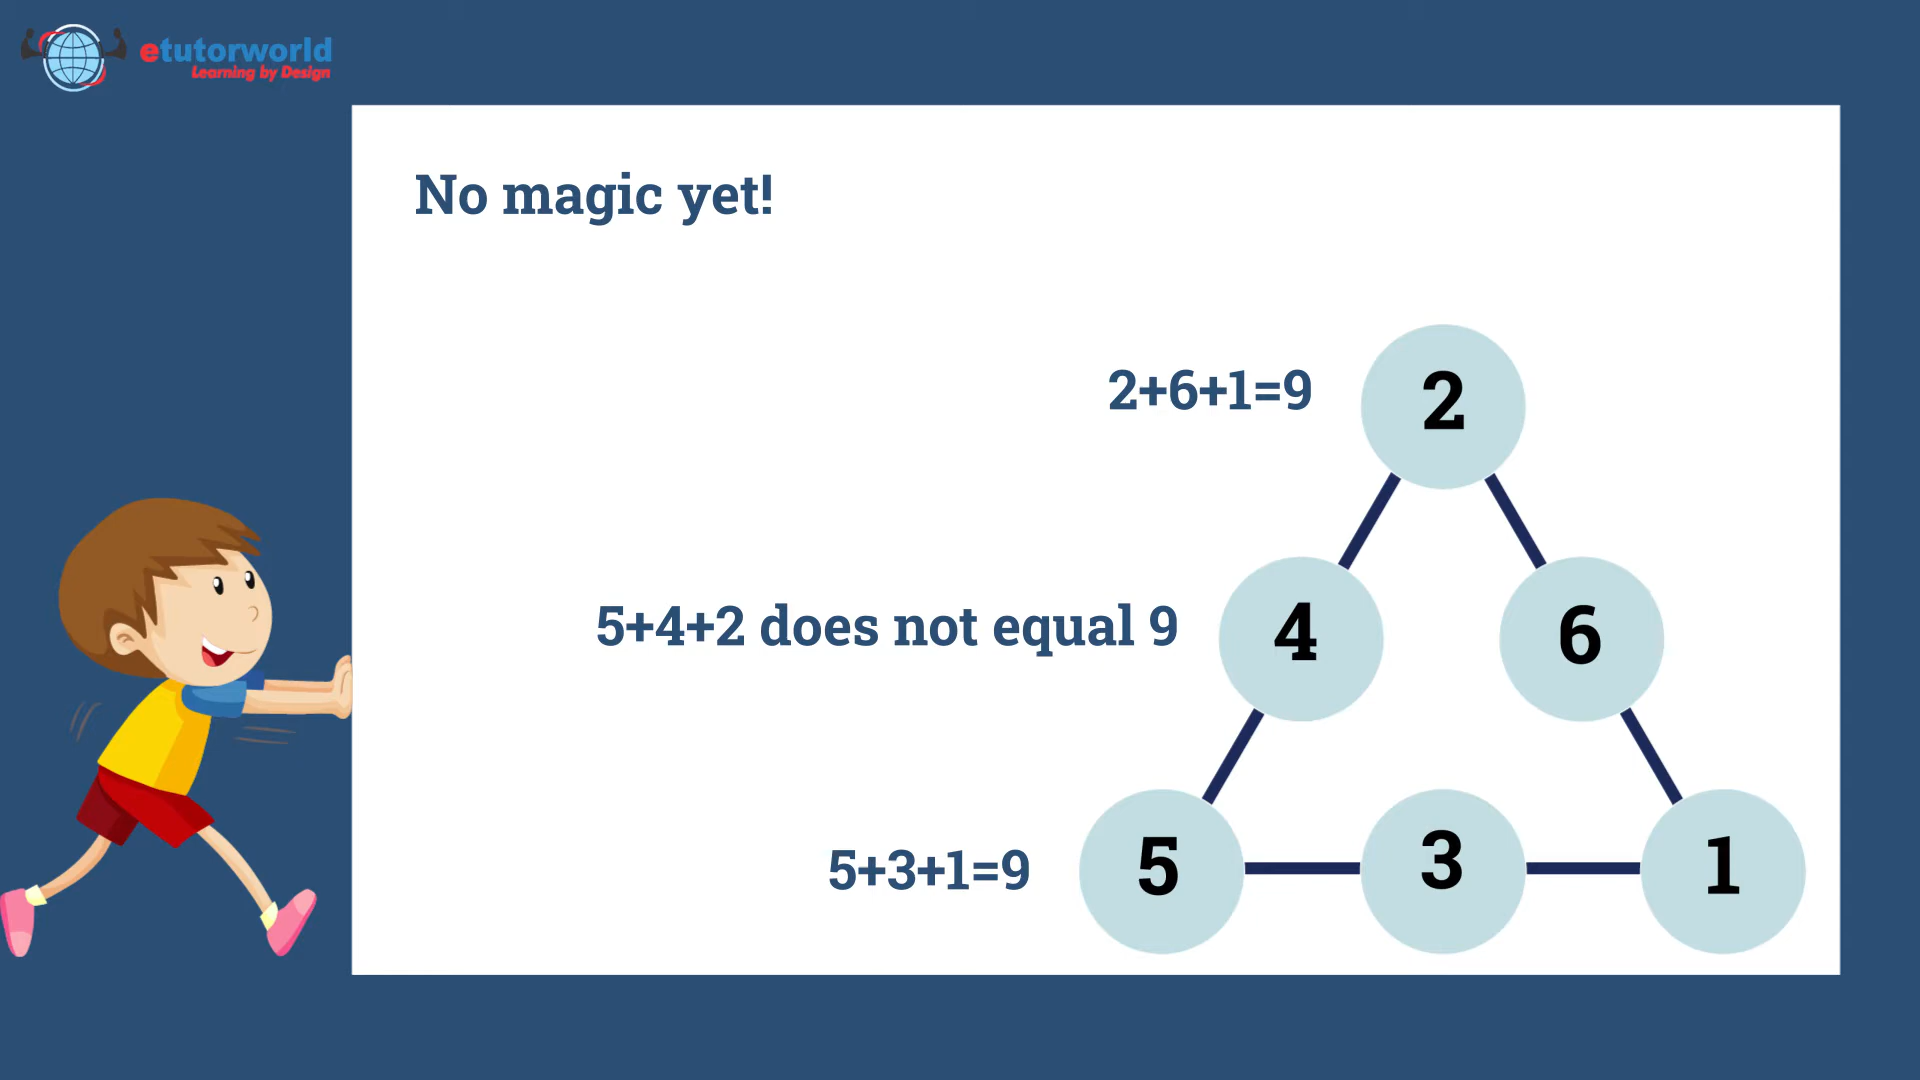 etutorworld
Learning by Design
No magic yet!
2+6+1=9
2
5+4+2 does not equal 9
4
6
5+3+1=9
5
3
1